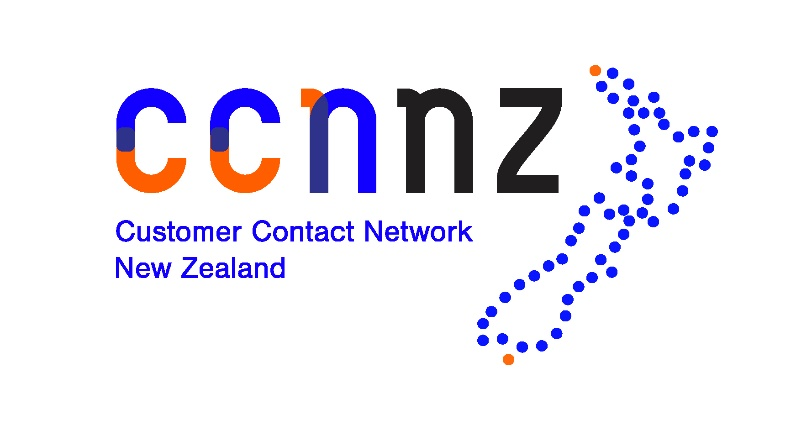 ccnnz
Customer Contact Network
New Zealand